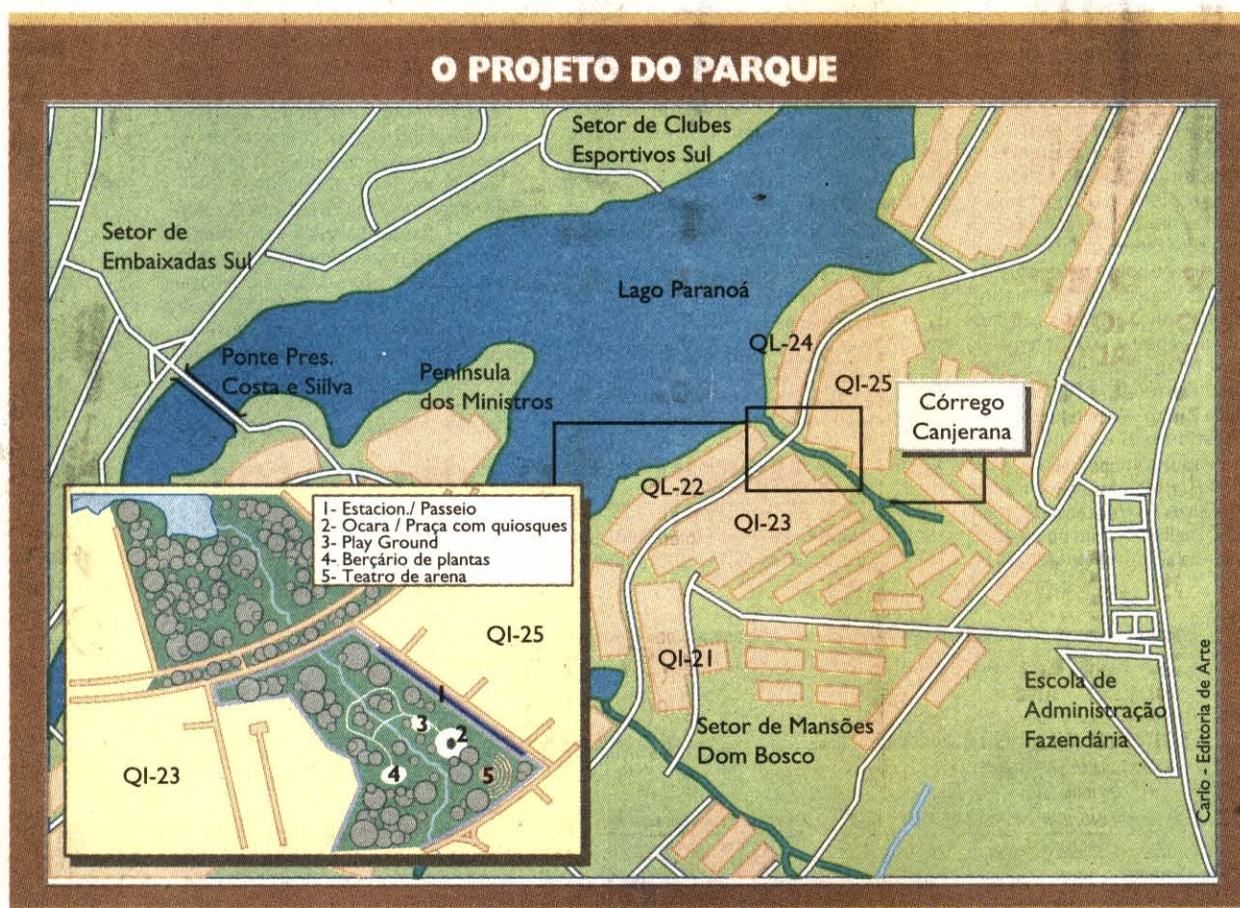 O PROJETO DO PARQUE
Setor de Clubes
Esportivos Sul
Setor de
Embaixadas Sul
Lago Paranoá
Ponte Pres.
Costa e Siilva
Península
dos Ministros
QL-24
QI-25
Córrego
Canjerana
QL-22
QI-23
1- Estacion./ Passeio
2- Ocara / Praça com quiosques
3- Play Ground
4- Berçário de plantas
5- Teatro de arena
QI-25
1
3
2
4
5
QI-23
QI-21
Setor de Mansões
Dom Bosco
Escola de
Administração
Fazendária
Carlo - Editoria de Arte